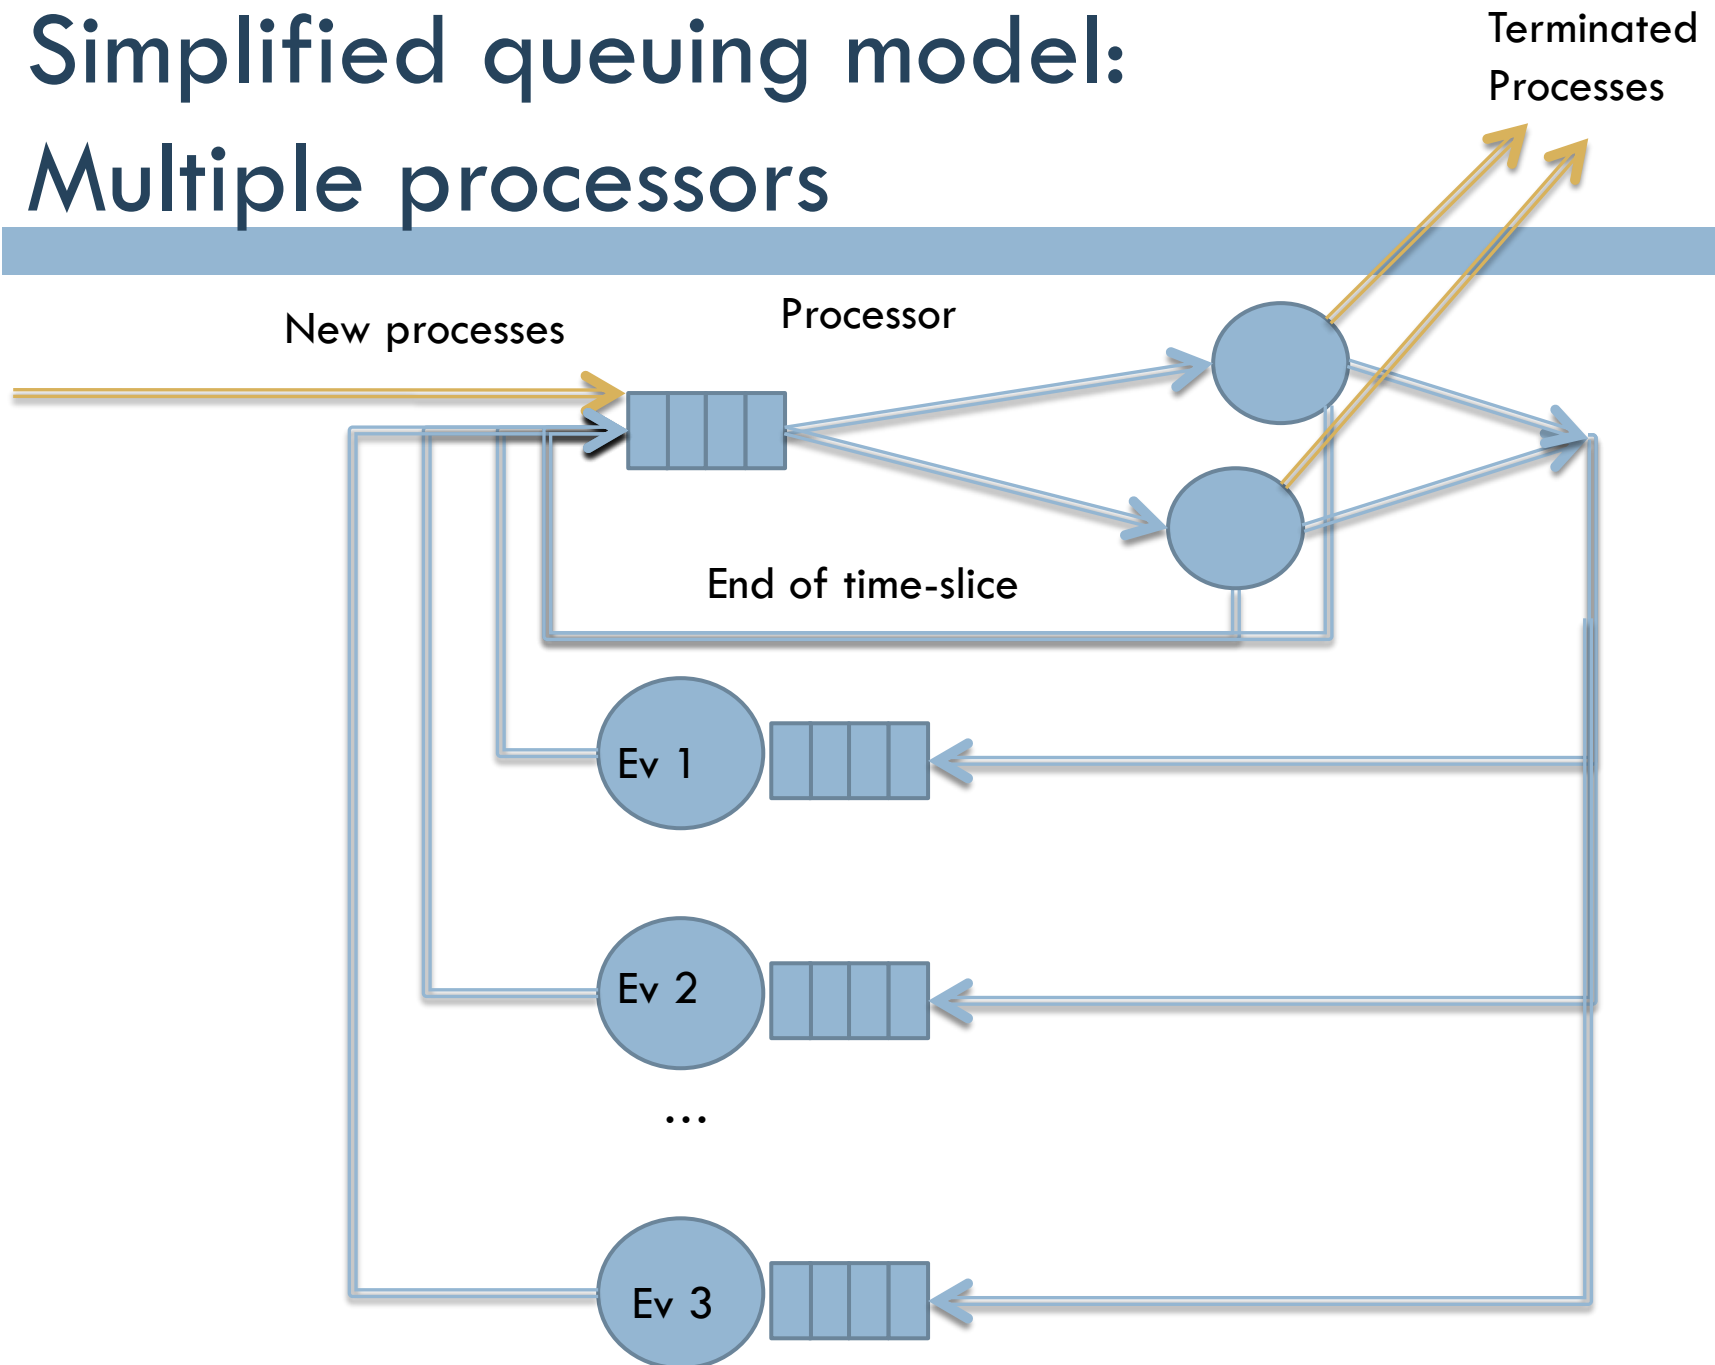 Simplified queuing model:
Multiple processors
Terminated
Processes
New processes
Processor
End of time-slice
Ev 1
Ev 2
...
Ev 3